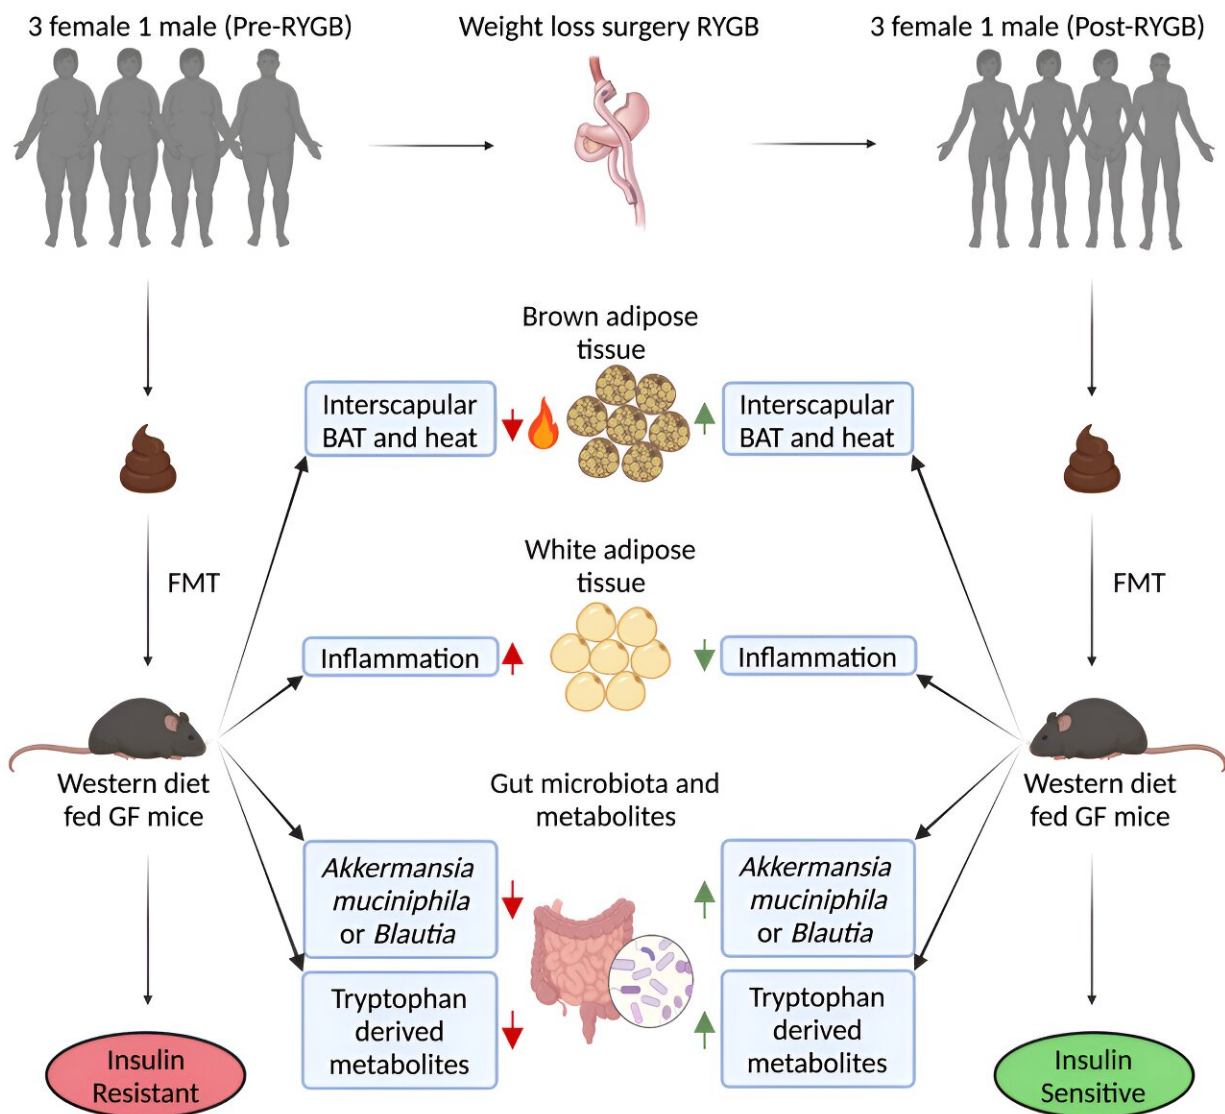 3 female 1 male (Pre-RYGB)
Weight loss surgery RYGB
3 female 1 male (Post-RYGB)
Brown adipose
tissue
Interscapular
BAT and heat
Interscapular
BAT and heat
FMT
White adipose
tissue
FMT
Inflammation
Inflammation
Western diet
fed GF mice
Gut microbiota and
metabolites
Western diet
fed GF mice
Akkermansia
muciniphila
or Blautia
Akkermansia
muciniphila
or Blautia
Tryptophan
derived
metabolites
Tryptophan
derived
metabolites
Insulin
Resistant
Insulin
Sensitive